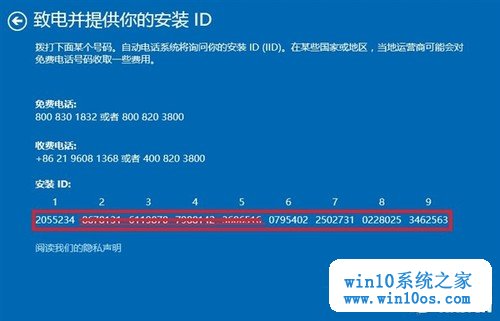 致电并提供你的安装 ID
拨打下面某个号码。自动电话系统将询问你的安装 ID (IID)。在某些国家或地区，当地运营商可能会对
免费电话号码收取一些费用。
免费电话:
800 830 1832 或者 800 820 3800
收费电话:
+86 21 9608 1368 或者 400 820 3800
安装 ID:
1 2 3 4 5 6 7 8 9
2055234 0795402 2502731 0228025 3462563
阅读我们的隐私声明
win10系统之家
www.win10os.com